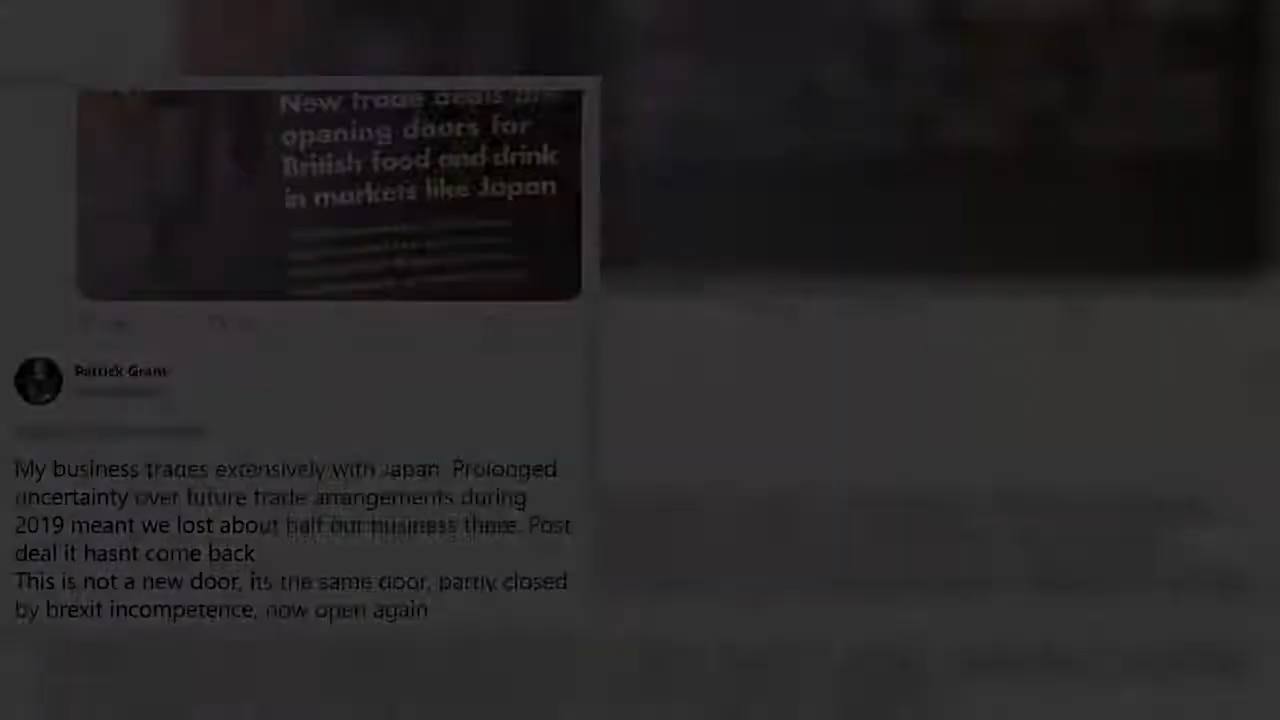 New trade deals are
opening doors for
British food and drink
in markets like Japan
Patrick Grant
My business trades extensively with Japan. Prolonged
uncertainty over future trade arrangements during
2019 meant we lost about half our business there. Post
deal it hasnt come back
This is not a new door, its the same door, partly closed
by brexit incompetence, now open again